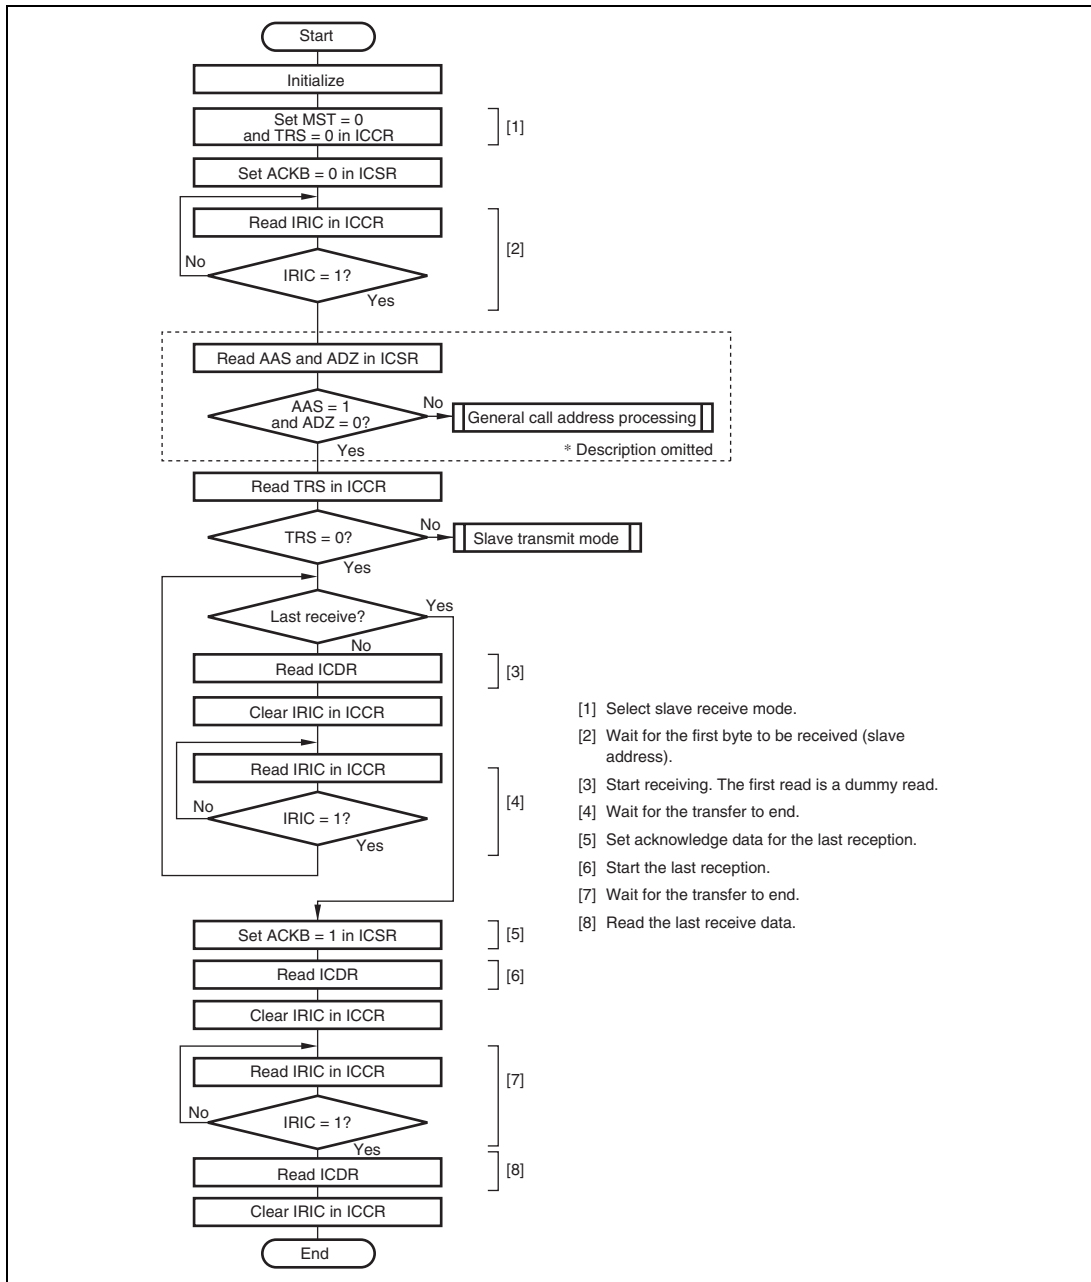 Start
Initialize
Set MST = 0
and TRS = 0 in ICCR
[1]
Set ACKB = 0 in ICSR
Read IRIC in ICCR
[2]
No
IRIC = 1?
Yes
Read AAS and ADZ in ICSR
AAS = 1
and ADZ = 0?
No
General call address processing
Yes
* Description omitted
Read TRS in ICCR
TRS = 0?
No
Slave transmit mode
Yes
Last receive?
Yes
No
Read ICDR
[3]
Clear IRIC in ICCR
Read IRIC in ICCR
[4]
No
IRIC = 1?
Yes
[1] Select slave receive mode.
[2] Wait for the first byte to be received (slave
address).
[3] Start receiving. The first read is a dummy read.
[4] Wait for the transfer to end.
[5] Set acknowledge data for the last reception.
[6] Start the last reception.
[7] Wait for the transfer to end.
[8] Read the last receive data.
Set ACKB = 1 in ICSR
[5]
Read ICDR
[6]
Clear IRIC in ICCR
Read IRIC in ICCR
[7]
No
IRIC = 1?
Yes
Read ICDR
[8]
Clear IRIC in ICCR
End